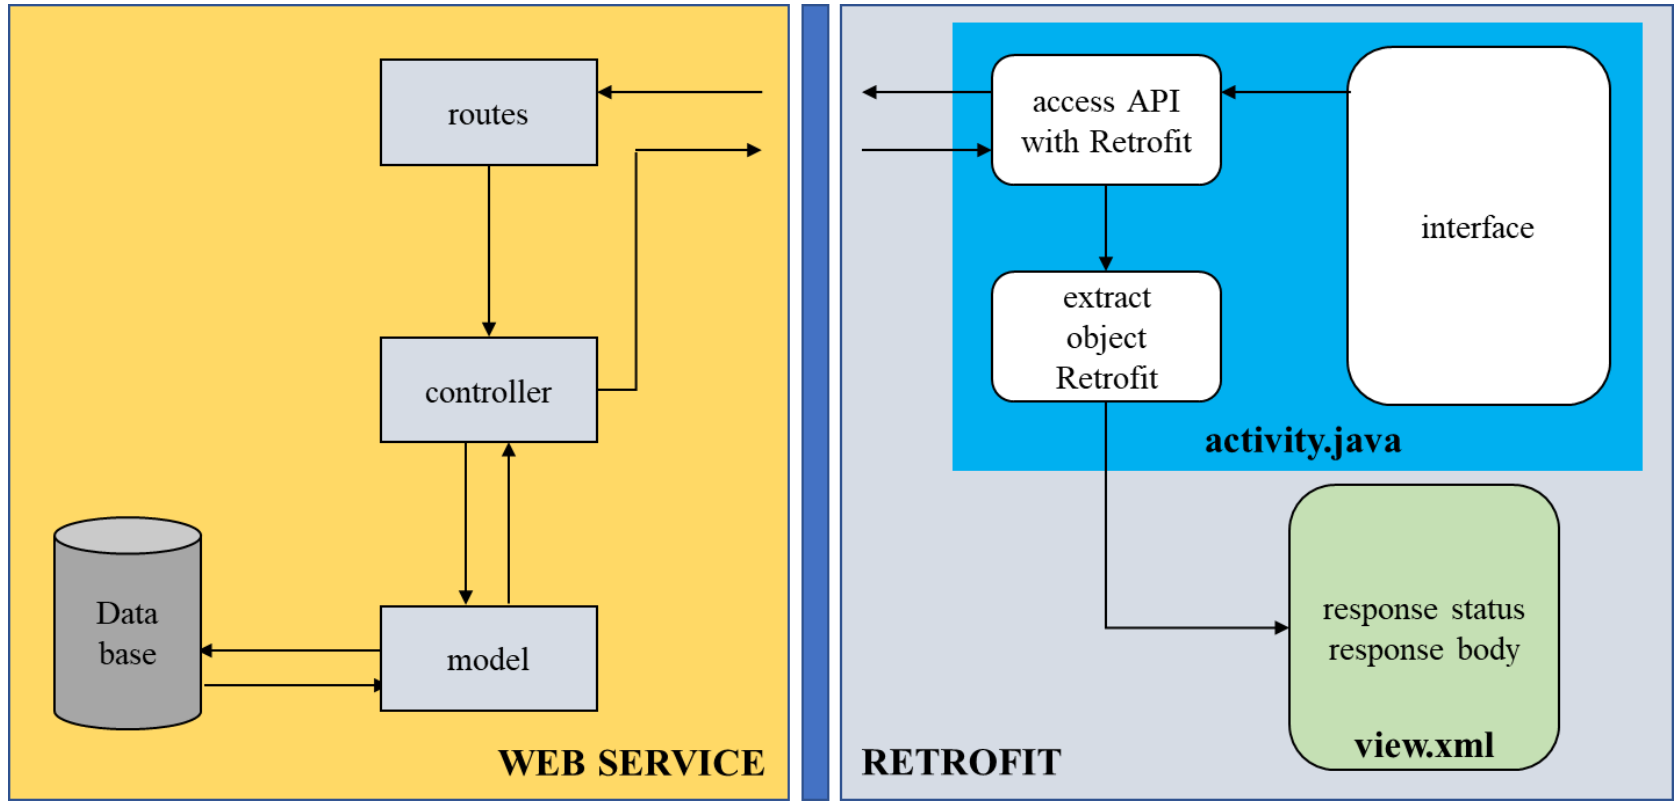 routes
controller
Data
base
model
WEB SERVICE
access API
with Retrofit
interface
extract
object
Retrofit
activity.java
response status
response body
view.xml
RETROFIT